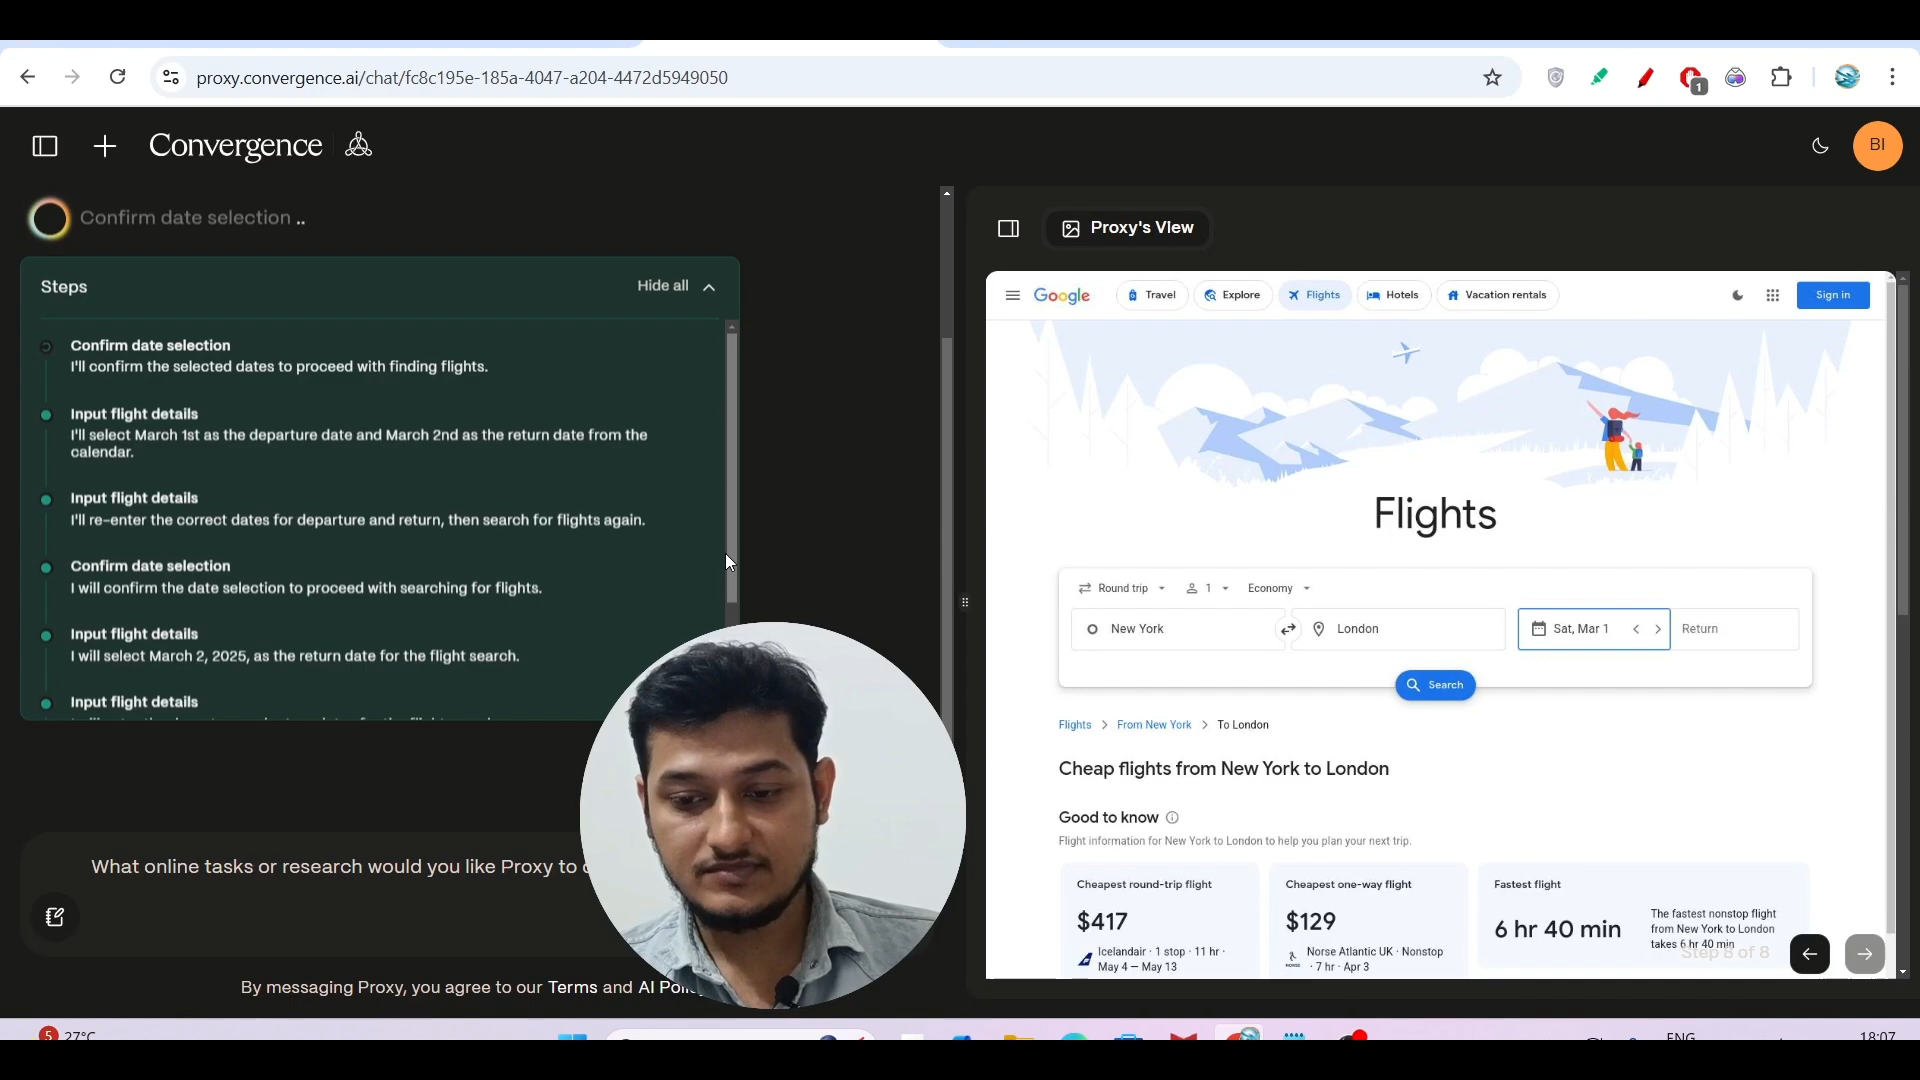 proxy.convergence.ai/chat/fc8c195e-185a-4047-a204-4472d5949050
1
Convergence
BI
Confirm date selection ..
Steps
Hide all
Confirm date selection
I'll confirm the selected dates to proceed with finding flights.
Input flight details
I'll select March 1st as the departure date and March 2nd as the return date from the
calendar.
Input flight details
I'll re-enter the correct dates for departure and return, then search for flights again.
Confirm date selection
I will confirm the date selection to proceed with searching for flights.
Input flight details
I will select March 2, 2025, as the return date for the flight search.
Input flight details
What online tasks or research would you like Proxy to
By messaging Proxy, you agree to our Terms and AI
Proxy's View
Google
Travel
Explore
Flights
Hotels
Vacation rentals
Sign in
Flights
Round trip
1
Economy
New York
London
Sat, Mar 1
Return
Search
Flights > From New York > To London
Cheap flights from New York to London
Good to know
Flight information for New York to London to help you plan your next trip.
Cheapest round-trip flight
$417
Icelandair · 1 stop · 11 hr ·
May 4 — May 13
Cheapest one-way flight
$129
Norse Atlantic UK · Nonstop
· 7 hr · Apr 3
Fastest flight
6 hr 40 min
The fastest nonstop flight
from New York to London
takes 6 hr 40 min
Step 8 of 8
5
27°C
ENG
18:07